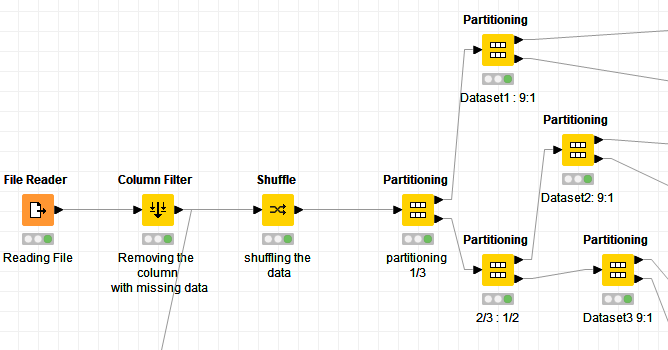 Partitioning
Dataset1 : 9:1
Partitioning
Dataset2: 9:1
File Reader
Column Filter
Shuffle
Partitioning
Reading File
Removing the
column
with missing data
shuffling the
data
partitioning
1/3
Partitioning
2/3 : 1/2
Partitioning
Dataset3 9:1